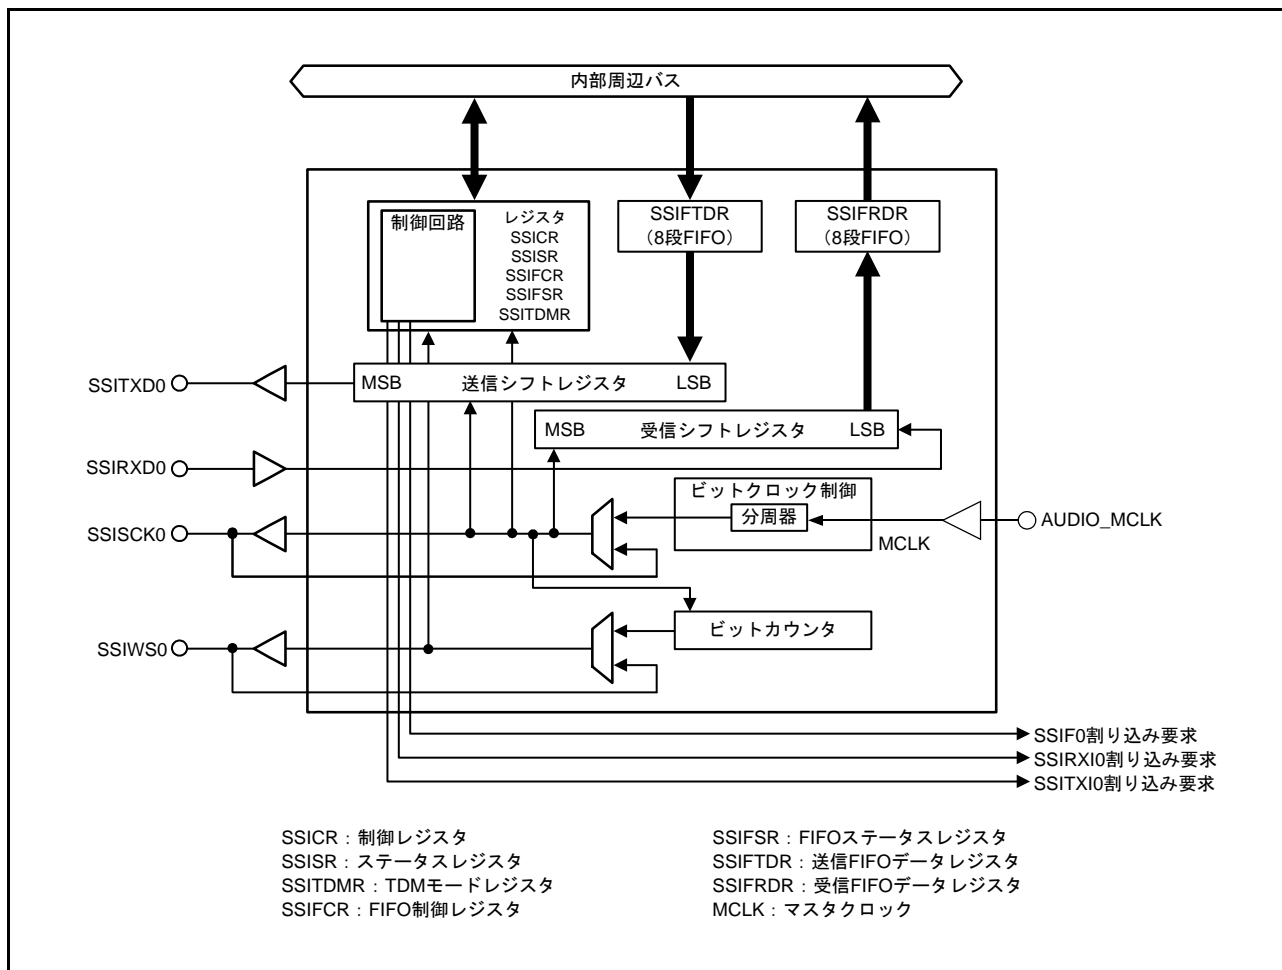 内部周辺バス
制御回路
レジスタ
SSICR
SSISR
SSIFCR
SSIFSR
SSITDMR
SSIFTDR
(8段FIFO)
SSIFRDR
(8段FIFO)
SSITXD0
MSB 送信シフトレジスタ LSB
MSB 受信シフトレジスタ LSB
SSIRXD0
ビットクロック制御
分周器
MCLK
AUDIO_MCLK
SSISCK0
ビットカウンタ
SSIWS0
SSIF0割り込み要求
SSIRXI0割り込み要求
SSITXI0割り込み要求
SSICR：制御レジスタ
SSISR：ステータスレジスタ
SSITDMR：TDMモードレジスタ
SSIFCR：FIFO制御レジスタ
SSIFSR：FIFOステータスレジスタ
SSIFTDR：送信FIFOデータレジスタ
SSIFRDR：受信FIFOデータレジスタ
MCLK：マスタクロック